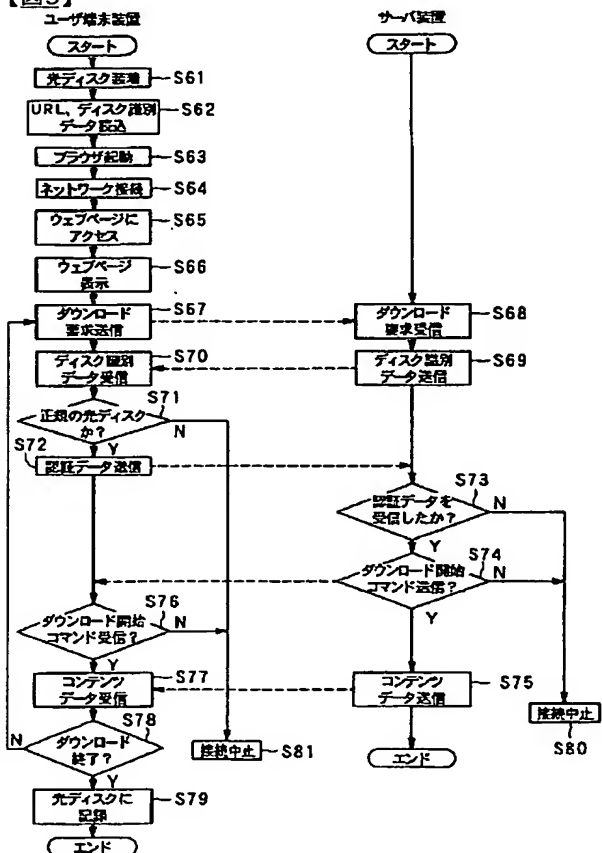 ユーザ端末装置
スタート
光ディスク装着
S61
URL、ディスク識別
データ読込
S62
ブラウザ起動
S63
ネットワーク接続
S64
ウェブページに
アクセス
S65
ウェブページ
表示
S66
ダウンロード
要求送信
S67
ディスク識別
データ受信
S70
正規の光ディスク
か?
S71
N
Y
S72
認証データ送信
ダウンロード開始
コマンド受信?
S76
N
Y
コンテンツ
データ受信
S77
ダウンロード
終了?
S78
N
Y
光ディスクに
記録
S79
エンド
接続中止
S81
サーバ装置
スタート
ダウンロード
要求受信
S68
ディスク識別
データ送信
S69
認証データを
受信したか?
S73
N
Y
ダウンロード開始
コマンド送信?
S74
N
Y
コンテンツ
データ送信
S75
エンド
接続中止
S80